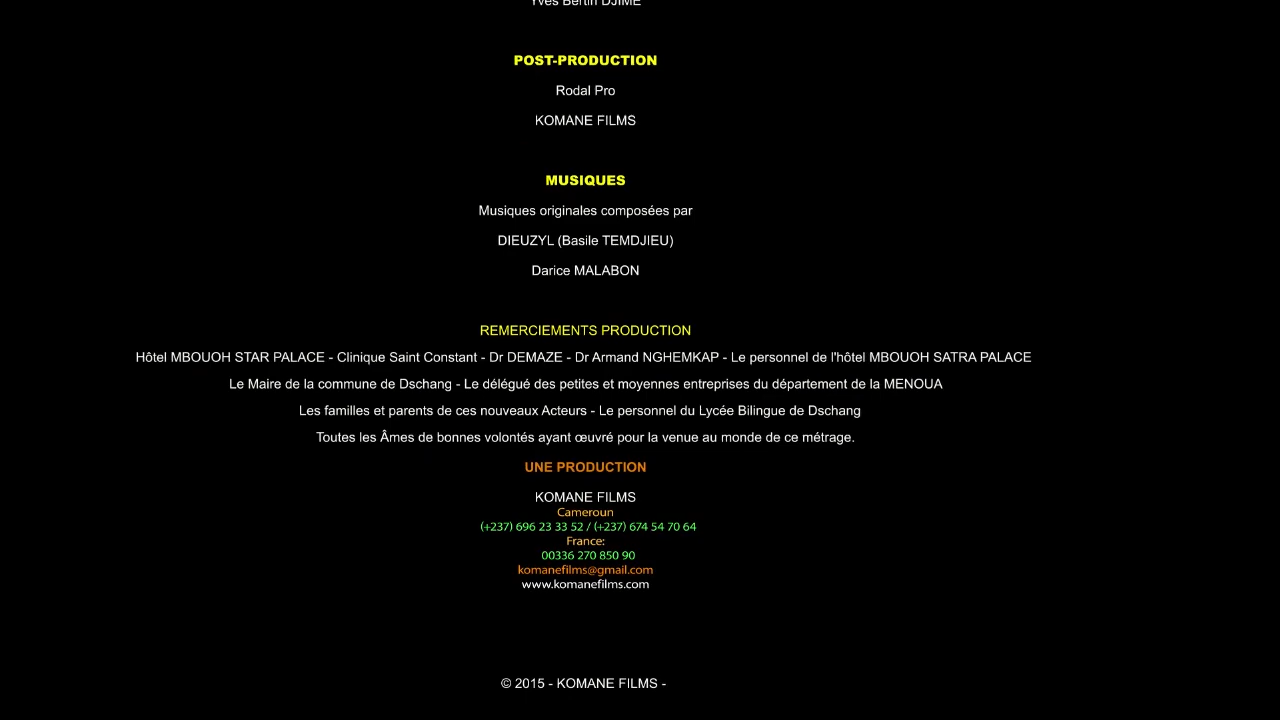 Yves Bertin DJIME
POST-PRODUCTION
Rodal Pro
KOMANE FILMS
MUSIQUES
Musiques originales composées par
DIEUZYL (Basile TEMDJIEU)
Darice MALABON
REMERCIEMENTS PRODUCTION
Hôtel MBOUOH STAR PALACE - Clinique Saint Constant - Dr DEMAZE - Dr Armand NGHEMKAP - Le personnel de l'hôtel MBOUOH SATRA PALACE
Le Maire de la commune de Dschang - Le délégué des petites et moyennes entreprises du département de la MENOUA
Les familles et parents de ces nouveaux Acteurs - Le personnel du Lycée Bilingue de Dschang
Toutes les Âmes de bonnes volontés ayant œuvré pour la venue au monde de ce métrage.
UNE PRODUCTION
KOMANE FILMS
Cameroun
(+237) 696 23 33 52 / (+237) 674 54 70 64
France:
00336 270 850 90
komanefilms@gmail.com
www.komanefilms.com
© 2015 - KOMANE FILMS -